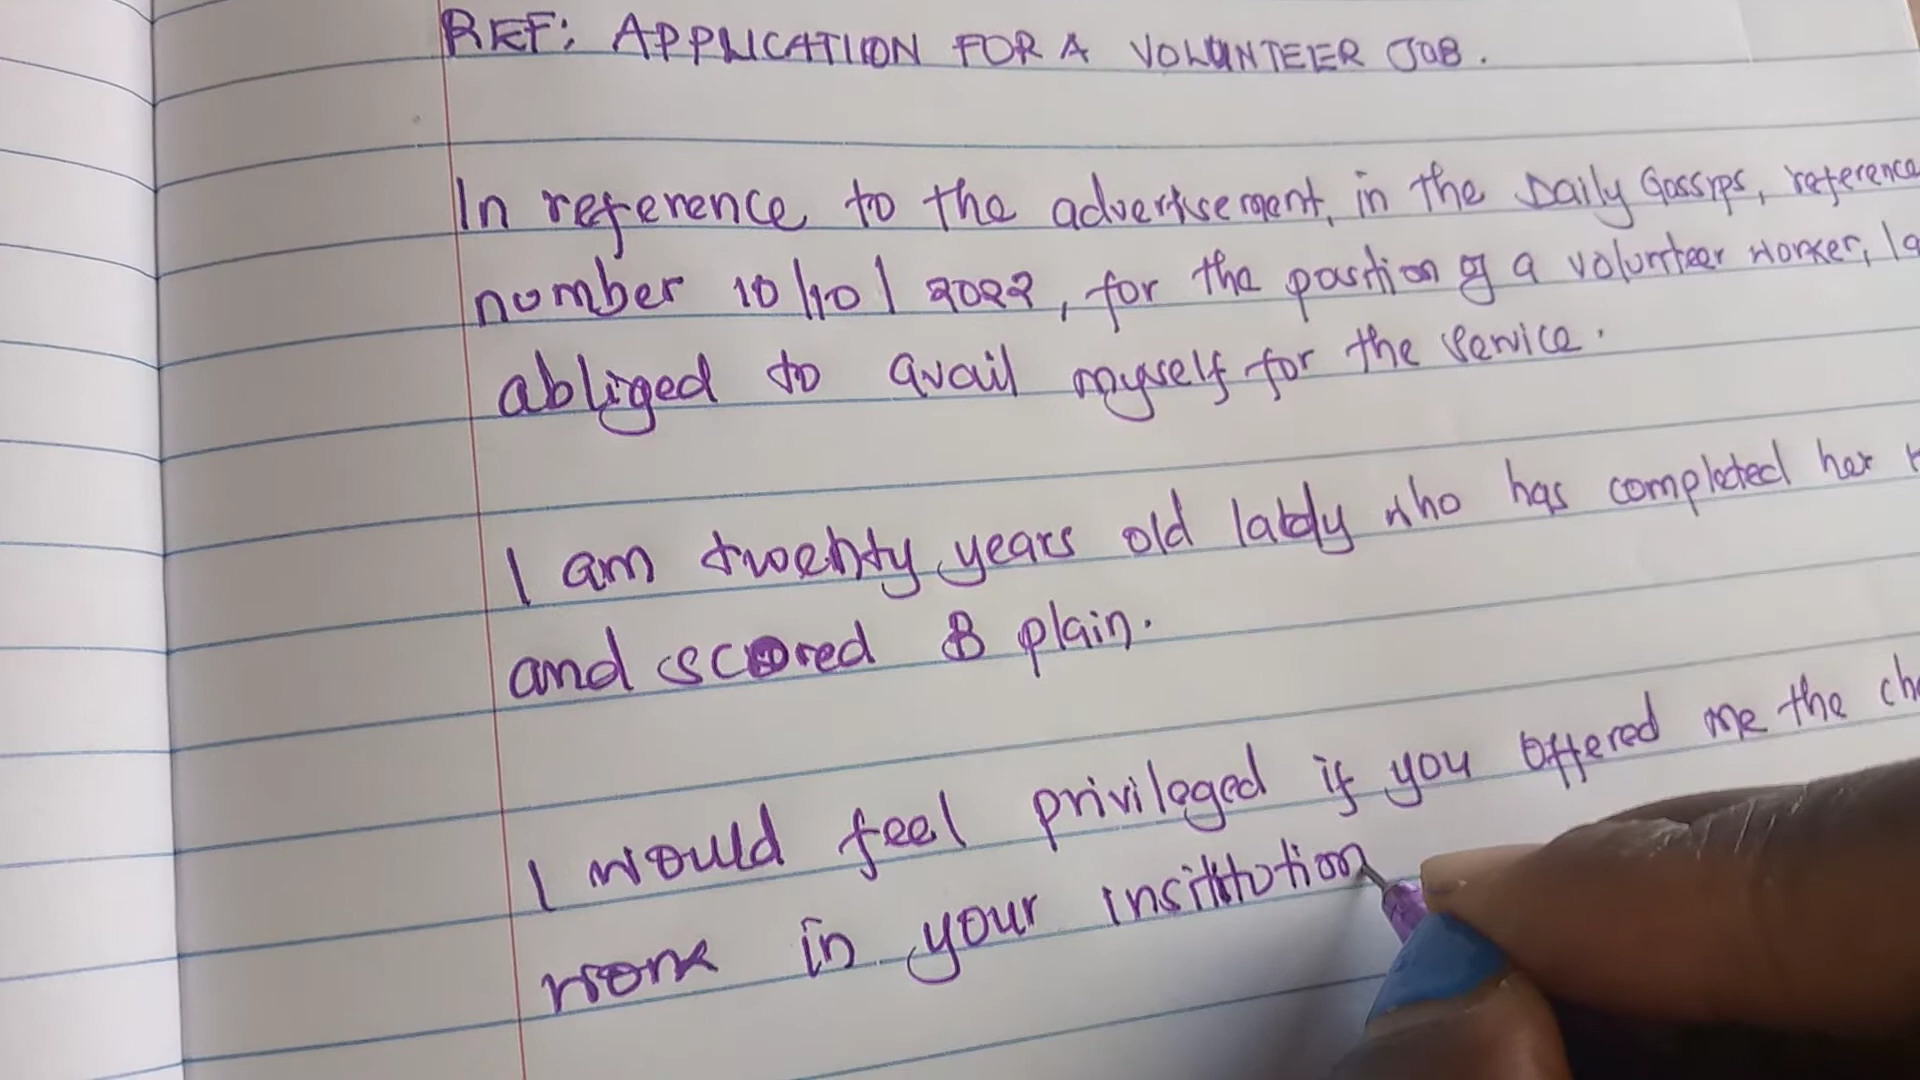 REF: APPLICATION FOR A VOLUNTEER JOB.
In reference to the advertisement, in the Daily Gossips, reference
number 10/10/2022, for the position of a volunteer worker, I a
abliged to avail myself for the service.
I am twenty years old lady who has completed her
and scored B plain.
I would feel privileged if you offered me the cha
work in your institution